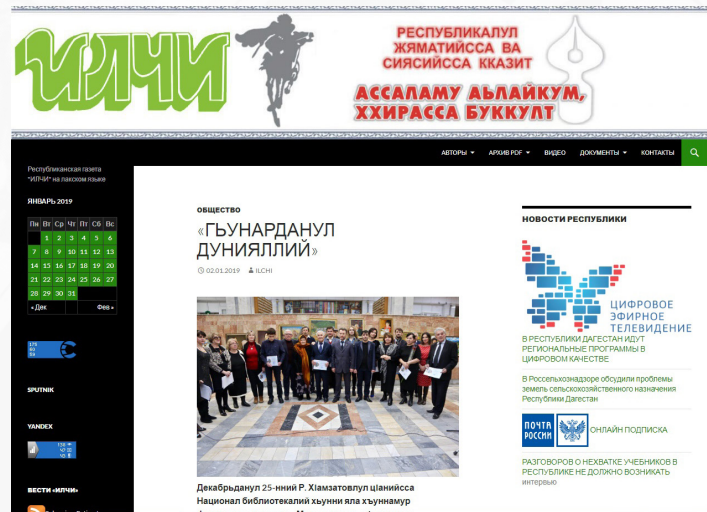 ИЛЧИ
РЕСПУБЛИКАЛУЛ
ЖЯМАТИЙССА ВА
СИЯСИЙССА ККАЗИТ
АССАЛАМУ АЬЛАЙКУМ,
ХХИРАССА БУККУЛТ
АВТОРЫ
АРХИВ PDF
ВИДЕО
ДОКУМЕНТЫ
КОНТАКТЫ
Республиканская газета
"ИЛЧИ" на лакском языке
ЯНВАРЬ 2019
Пн Вт Ср Чт Пт Сб Вс
1 2 3 4 5 6
7 8 9 10 11 12 13
14 15 16 17 18 19 20
21 22 23 24 25 26 27
28 29 30 31
« Дек Фев »
SPUTNIK
YANDEX
ВЕСТИ «ИЛЧИ»
ОБЩЕСТВО
«ГЬУНАРДАНУЛ
ДУНИЯЛЛИЙ»
02.01.2019 ILCHI
Декабрьданул 25-нний Р. ХӀамзатовлул цӀанийсса
Национал библиотекалий хьунни яла хъуннамур
НОВОСТИ РЕСПУБЛИКИ
ЦИФРОВОЕ
ЭФИРНОЕ
ТЕЛЕВИДЕНИЕ
В РЕСПУБЛИКИ ДАГЕСТАН ИДУТ
РЕГИОНАЛЬНЫЕ ПРОГРАММЫ В
ЦИФРОВОМ КАЧЕСТВЕ
В Россельхознадзоре обсудили проблемы
земель сельскохозяйственного назначения
Республики Дагестан
ПОЧТА
РОССИИ
ОНЛАЙН ПОДПИСКА
РАЗГОВОРОВ О НЕХВАТКЕ УЧЕБНИКОВ В
РЕСПУБЛИКЕ НЕ ДОЛЖНО ВОЗНИКАТЬ
интервью